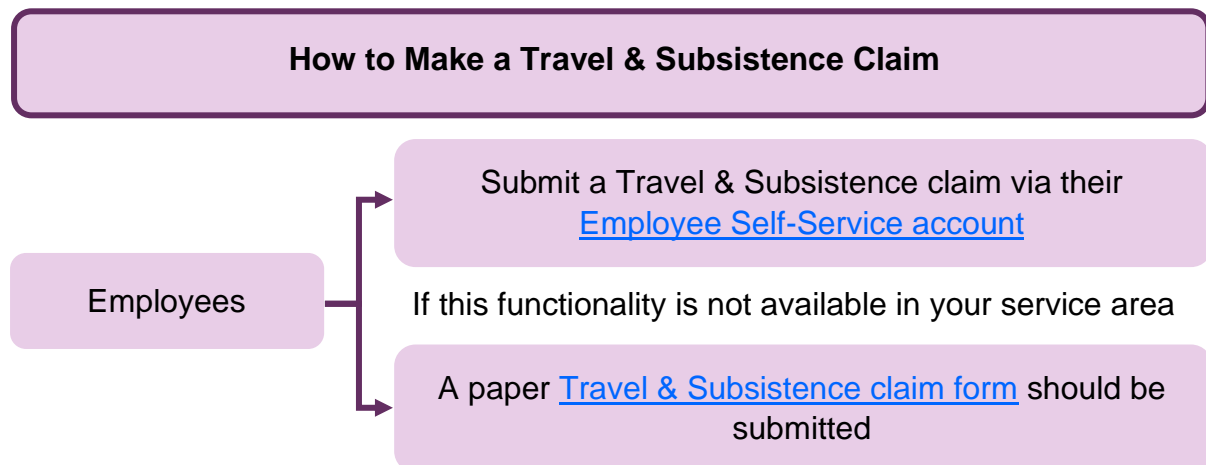 How to Make a Travel & Subsistence Claim
Submit a Travel & Subsistence claim via their
Employee Self-Service account
Employees
If this functionality is not available in your service area
A paper Travel & Subsistence claim form should be
submitted